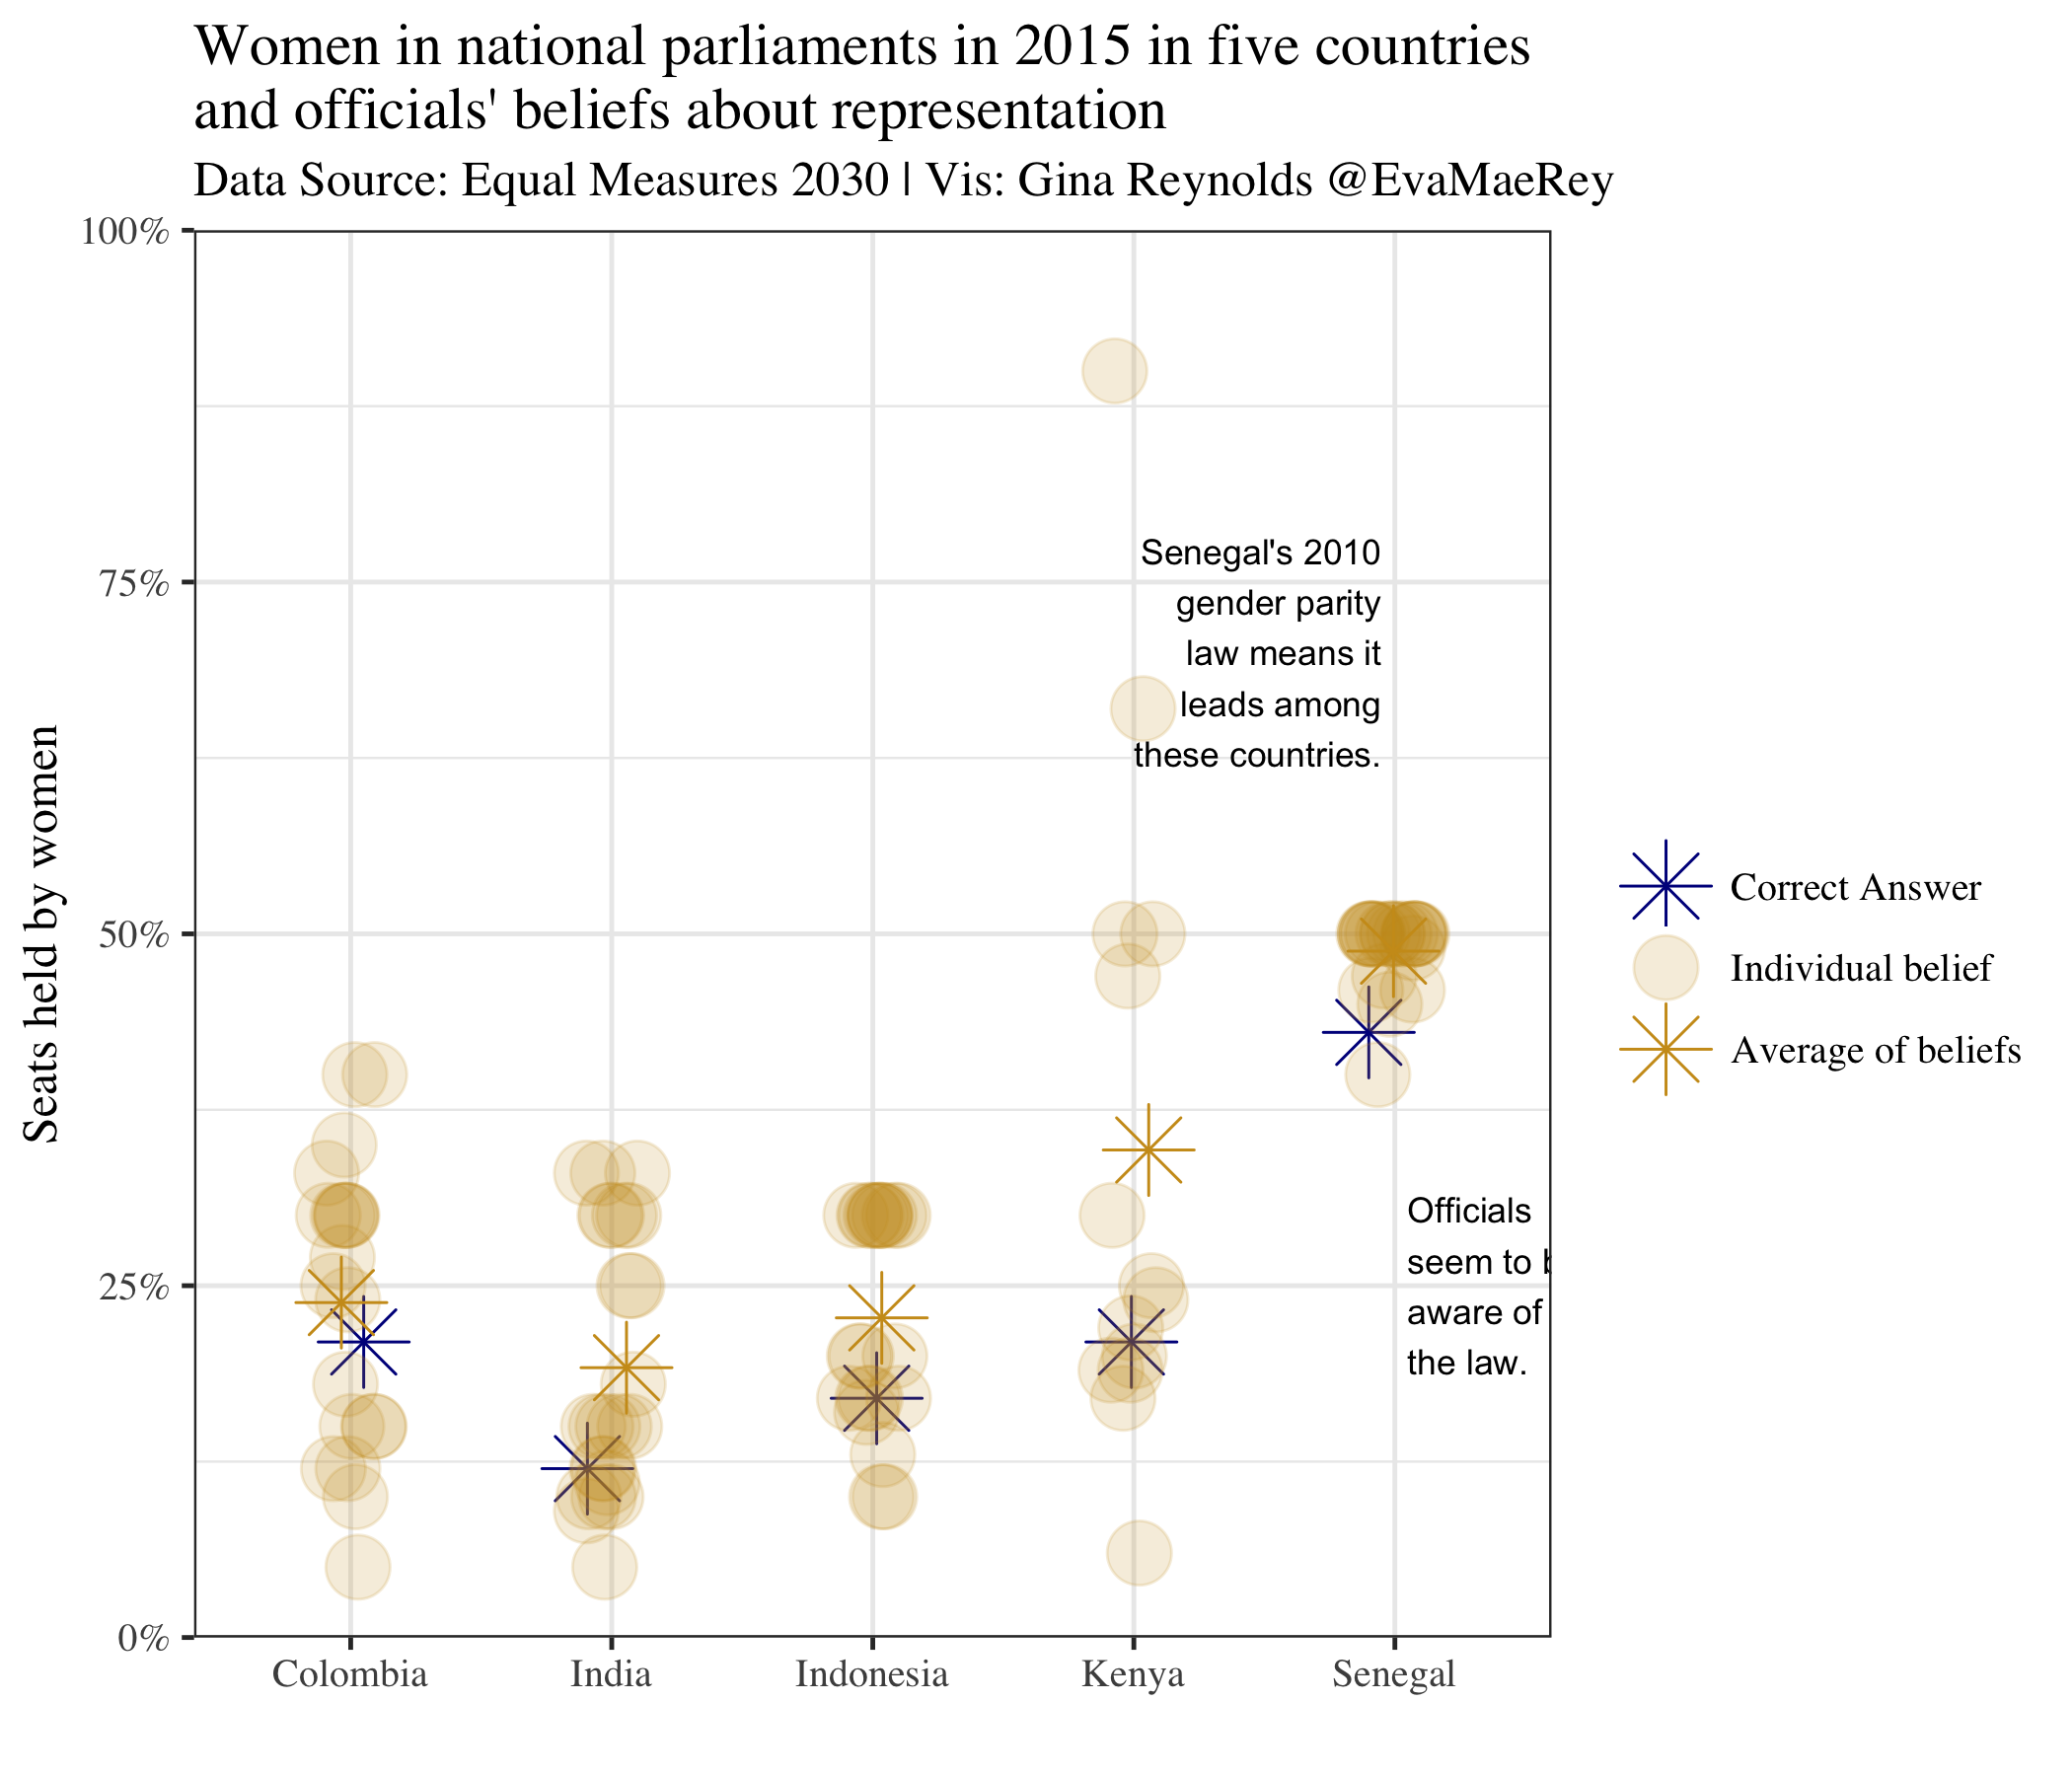 Women in national parliaments in 2015 in five countries
and officials' beliefs about representation
Data Source: Equal Measures 2030 | Vis: Gina Reynolds @EvaMaeRey
Seats held by women
100%
75%
50%
25%
0%
Senegal's 2010
gender parity
law means it
leads among
these countries.
Officials
seem to
aware of
the law.
Colombia
India
Indonesia
Kenya
Senegal
Correct Answer
Individual belief
Average of beliefs